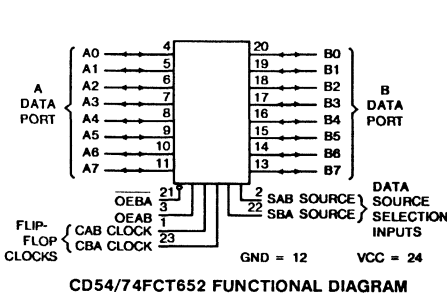 A0 4 20 B0
A1 5 19 B1
A2 6 18 B2
A3 7 17 B3
A4 8 16 B4
A5 9 15 B5
A6 10 14 B6
A7 11 13 B7
A
DATA
PORT
B
DATA
PORT
OEBA 21
OEAB 3
CAB CLOCK 1
CBA CLOCK 23
FLIP-
FLOP
CLOCKS
2 SAB SOURCE
22 SBA SOURCE
DATA
SOURCE
SELECTION
INPUTS
GND = 12 VCC = 24
CD54/74FCT652 FUNCTIONAL DIAGRAM